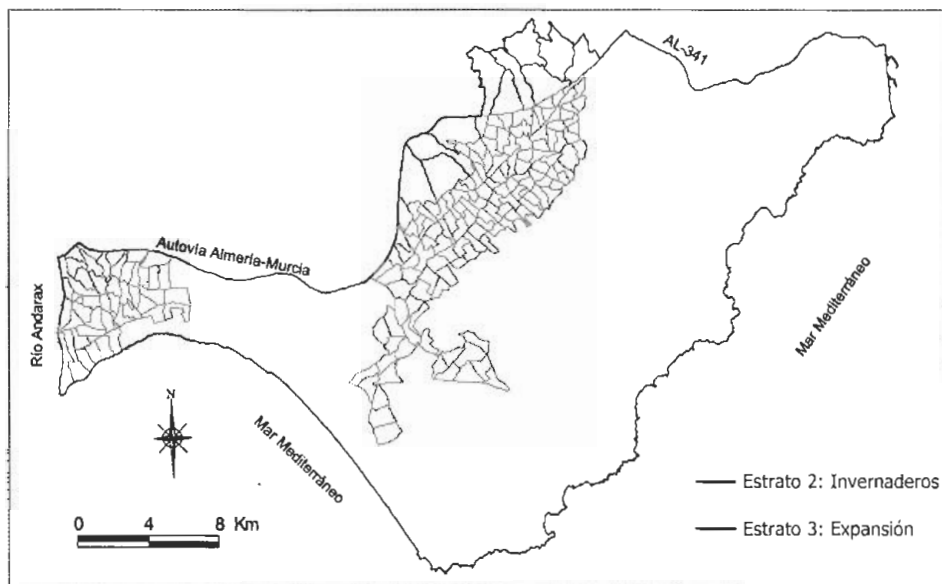 AL-341
Autovía Almería-Murcia
Río Andarax
Mar Mediterráneo
N
Mar Mediterráneo
Estrato 2: Invernaderos
0 4 8 Km
Estrato 3: Expansión